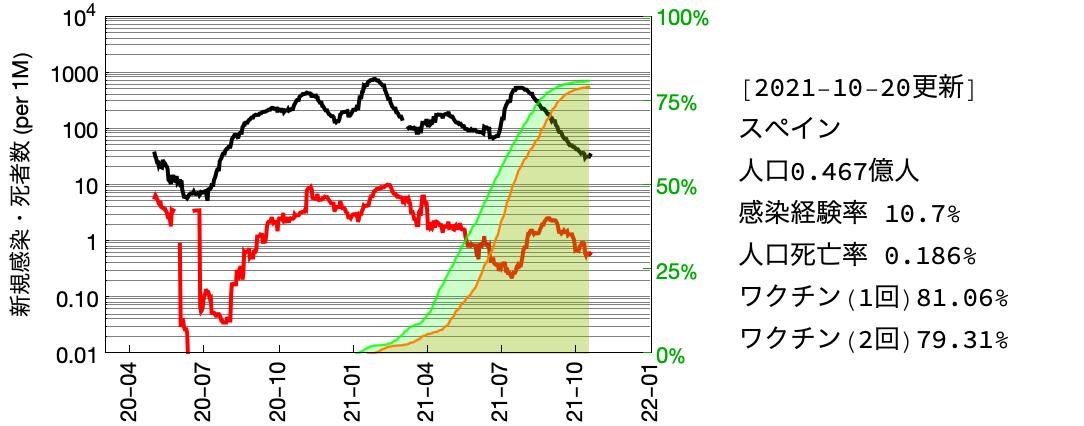 10^4
1000
100
10
1
0.10
0.01
新規感染・死者数 (per 1M)
100%
75%
50%
25%
0%
20-04
20-07
20-10
21-01
21-04
21-07
21-10
22-01
[2021-10-20更新]
スペイン
人口0.467億人
感染経験率 10.7%
人口死亡率 0.186%
ワクチン(1回)81.06%
ワクチン(2回)79.31%